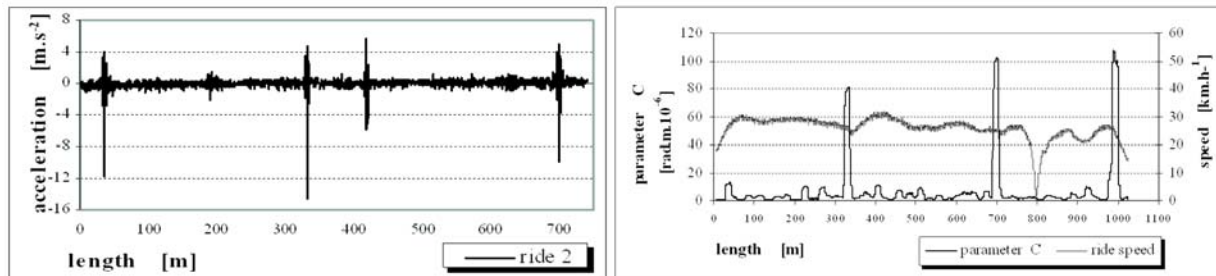 acceleration [m.s-2]
8
4
0
-4
-8
-12
-16
0 100 200 300 400 500 600 700
length [m]
ride 2
parameter C
[rad.m.10-6]
120
100
80
60
40
20
0
60
50
40
30
20
10
0
speed [km.h-1]
0 100 200 300 400 500 600 700 800 900 1000 1100
length [m]
parameter C ride speed